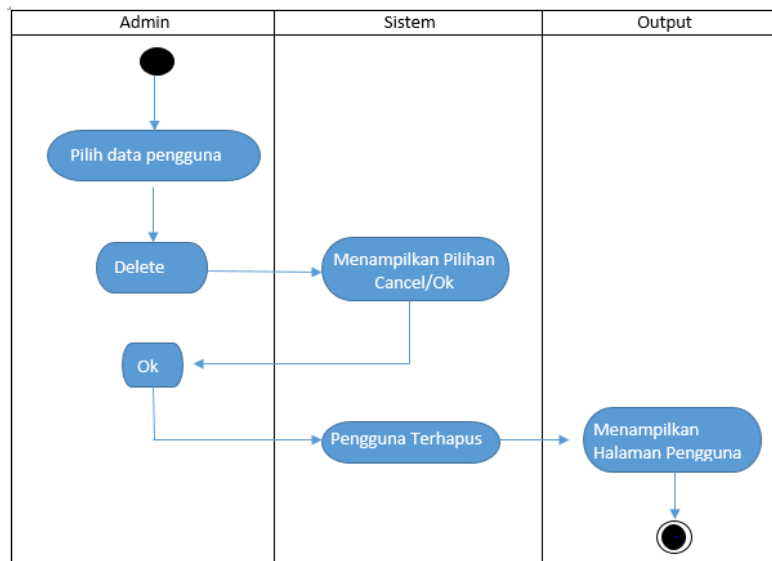 Admin
Sistem
Output
Pilih data pengguna
Delete
Menampilkan Pilihan
Cancel/Ok
Ok
Pengguna Terhapus
Menampilkan
Halaman Pengguna